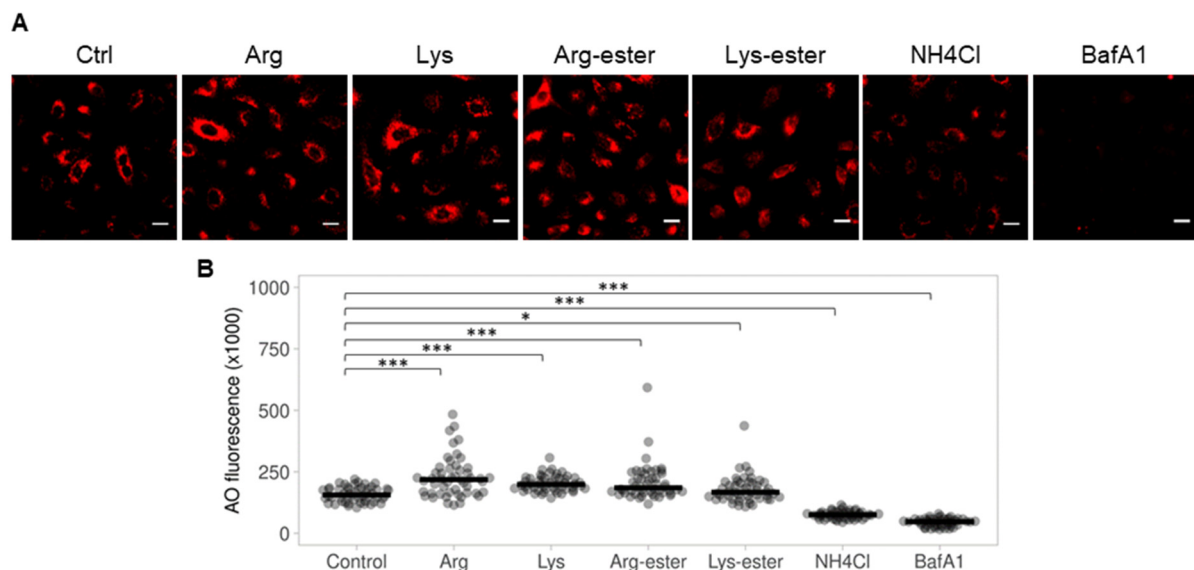 A
Ctrl Arg Lys Arg-ester Lys-ester NH4Cl BafA1
B
AO fluorescence (x1000)
1000
750
500
250
0
***
***
*
***
***
***
Control Arg Lys Arg-ester Lys-ester NH4Cl BafA1